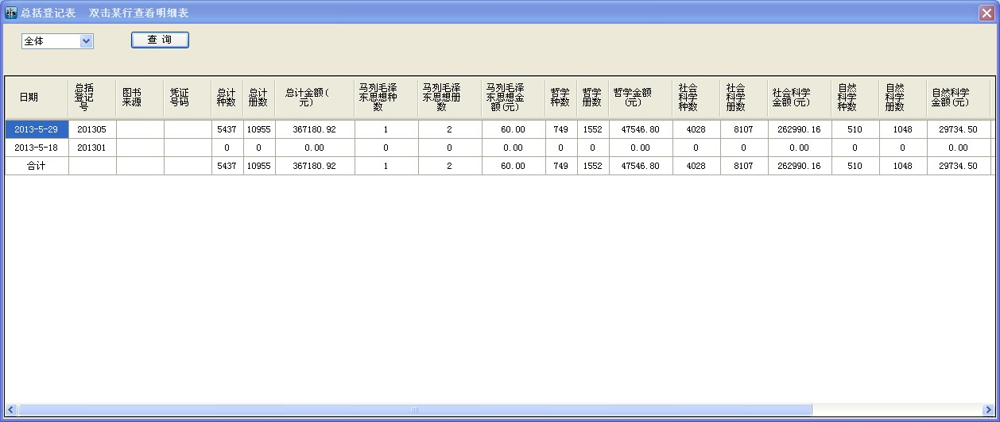 总括登记表 双击某行查看明细表
全体 查 询
日期 总括登记号 图书来源 凭证号码 总计种数 总计册数 总计金额(元) 马列毛泽东思想种数 马列毛泽东思想册数 马列毛泽东思想金额(元) 哲学种数 哲学册数 哲学金额(元) 社会科学种数 社会科学册数 社会科学金额(元) 自然科学种数 自然科学册数 自然科学金额(元)
2013-5-29 201305 5437 10955 367180.92 1 2 60.00 749 1552 47546.80 4028 8107 262990.16 510 1048 29734.50
2013-5-18 201301 0 0 0.00 0 0 0.00 0 0 0.00 0 0 0.00 0 0 0.00
合计 5437 10955 367180.92 1 2 60.00 749 1552 47546.80 4028 8107 262990.16 510 1048 29734.50